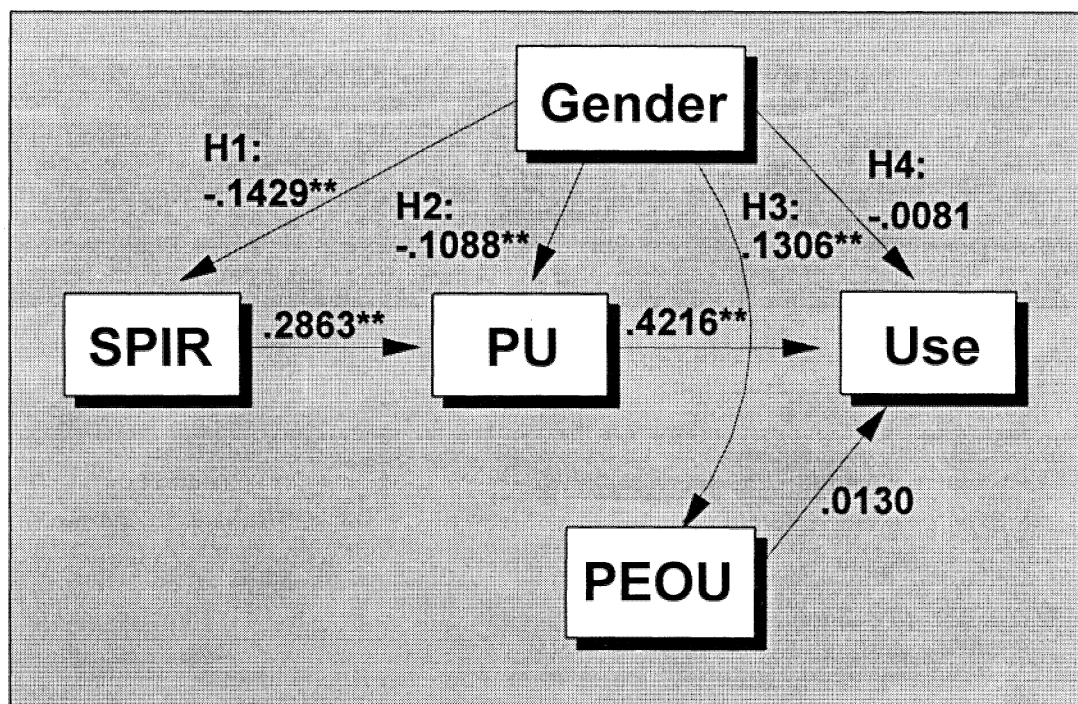 Gender
H1:
-.1429**
H2:
-.1088**
H3:
.1306**
H4:
-.0081
SPIR
.2863**
PU
.4216**
Use
.0130
PEOU